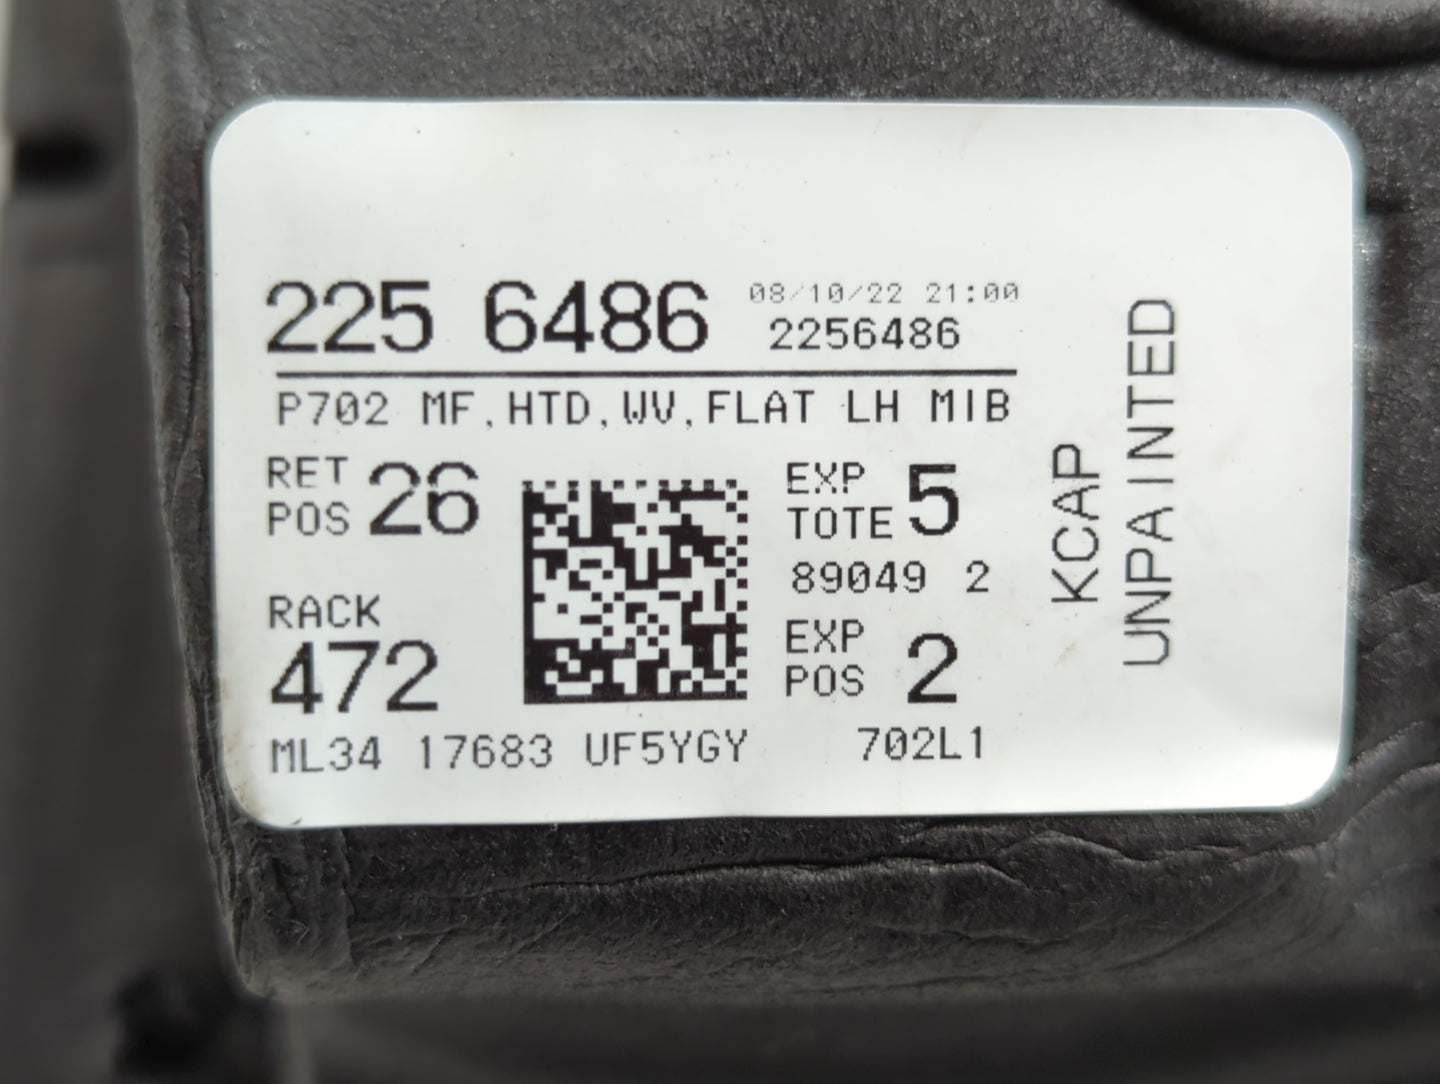 225 6486
08/10/22 21:00
2256486
P702 MF,HTD,WV,FLAT LH MIB
RET POS 26
EXP TOTE 5
89049 2
RACK 472
EXP POS 2
ML34 17683 UF5YGY 702L1
KCAP
UNPAINTED